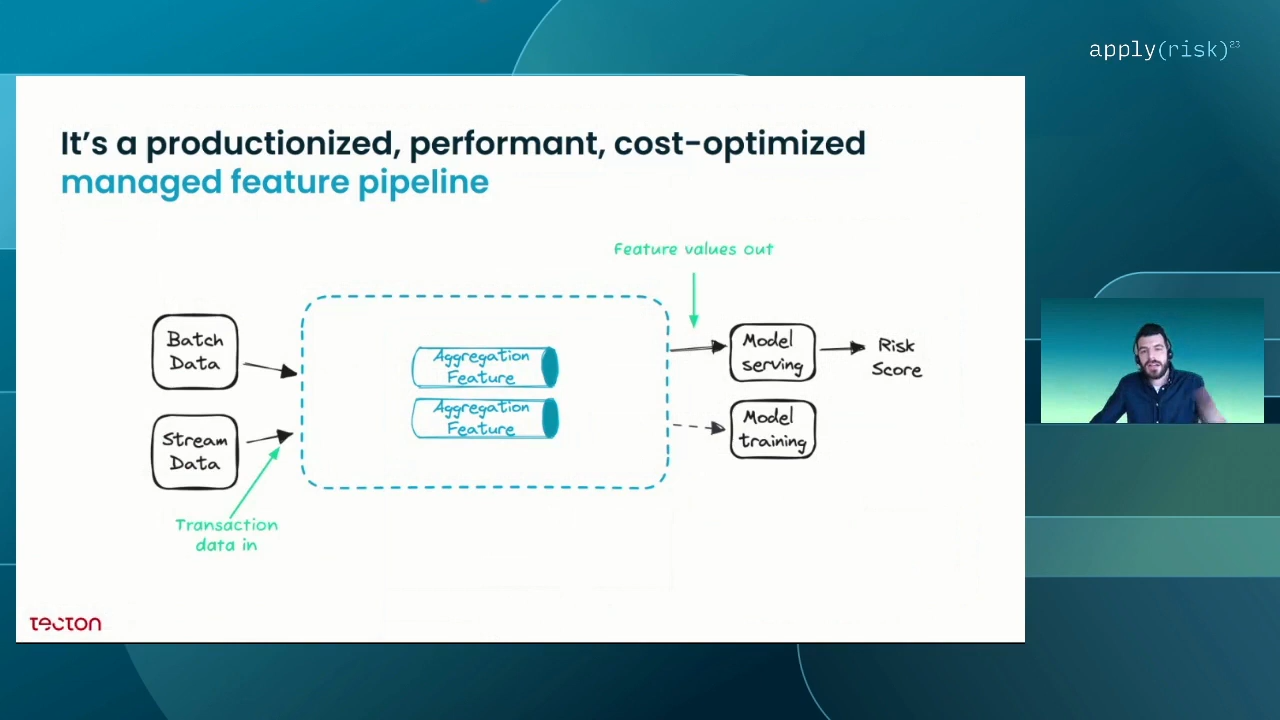 apply(risk)23
It's a productionized, performant, cost-optimized
managed feature pipeline
Feature values out
Batch
Data
Aggregation
Feature
Model
serving
Risk
Score
Aggregation
Feature
Model
training
Stream
Data
Transaction
data in
tecton